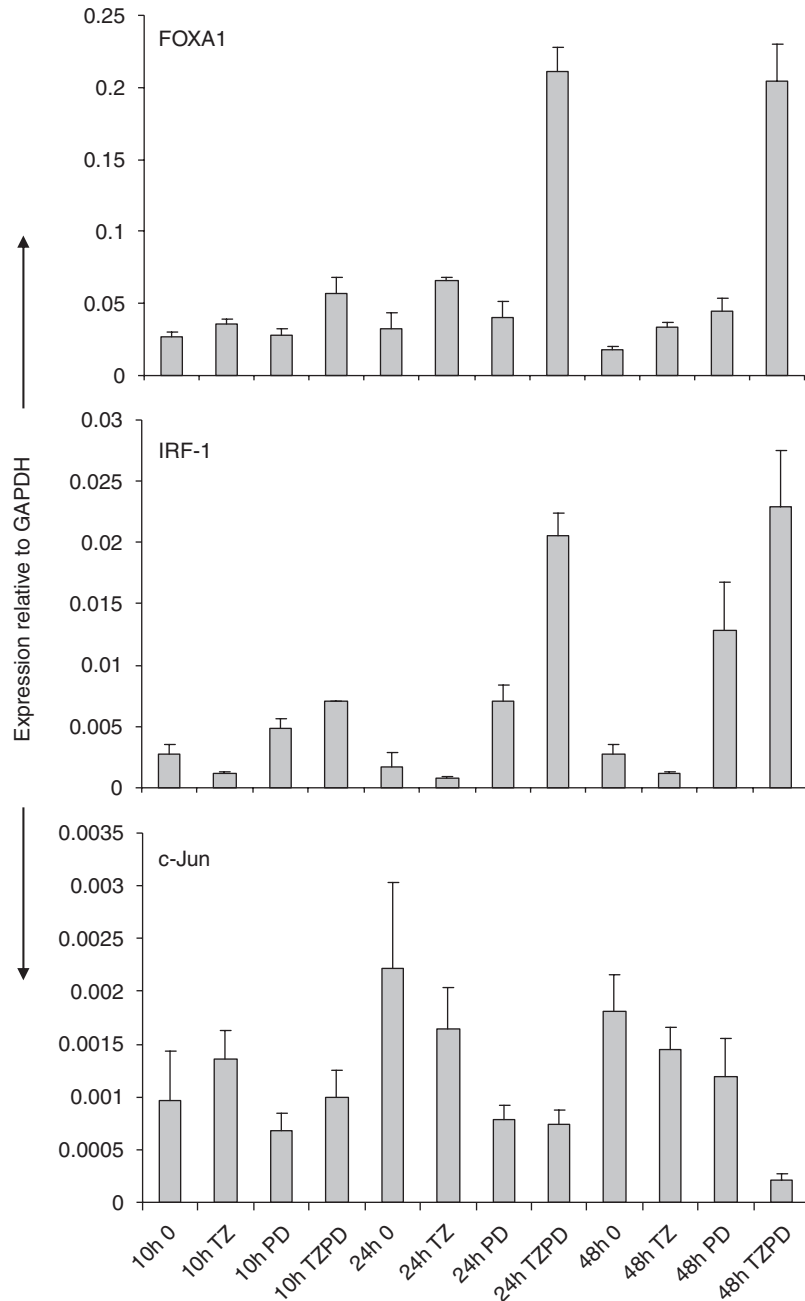 FOXA1
0.25
0.2
0.15
0.1
0.05
0
IRF-1
0.03
0.025
0.02
0.015
0.01
0.005
0
Expression relative to GAPDH
c-Jun
0.0035
0.003
0.0025
0.002
0.0015
0.001
0.0005
0
10h 0
10h TZ
10h PD
10h TZPD
24h 0
24h TZ
24h PD
24h TZPD
48h 0
48h TZ
48h PD
48h TZPD